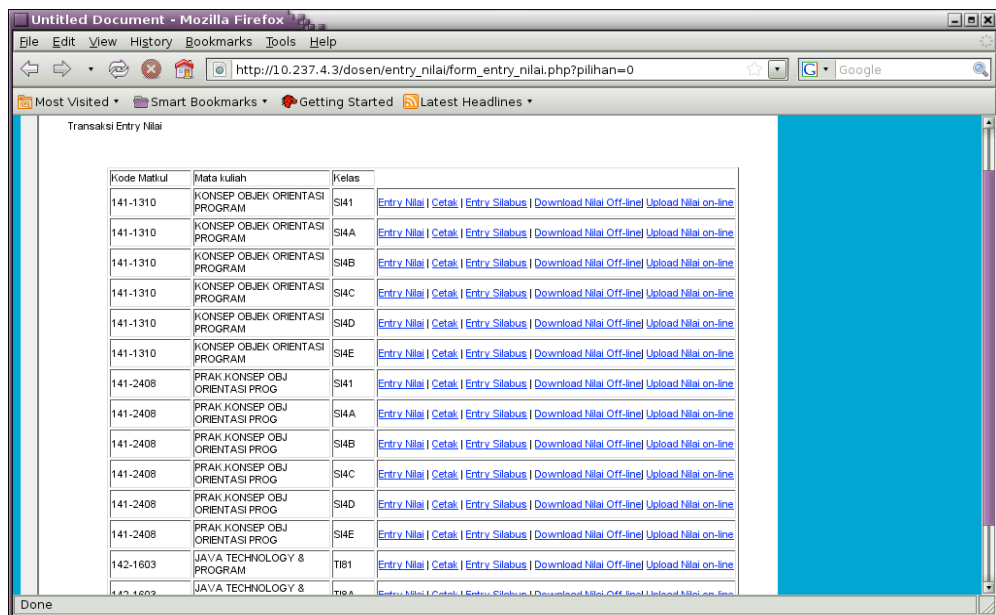 Untitled Document - Mozilla Firefox
File Edit View History Bookmarks Tools Help
http://10.237.4.3/dosen/entry_nilai/form_entry_nilai.php?pilihan=0 G Google
Most Visited Smart Bookmarks Getting Started Latest Headlines
Transaksi Entry Nilai
Kode Matkul Mata kuliah Kelas
141-1310 KONSEP OBJEK ORIENTASI PROGRAM SI41 Entry Nilai | Cetak | Entry Silabus | Download Nilai Off-line| Upload Nilai on-line
141-1310 KONSEP OBJEK ORIENTASI PROGRAM SI4A Entry Nilai | Cetak | Entry Silabus | Download Nilai Off-line| Upload Nilai on-line
141-1310 KONSEP OBJEK ORIENTASI PROGRAM SI4B Entry Nilai | Cetak | Entry Silabus | Download Nilai Off-line| Upload Nilai on-line
141-1310 KONSEP OBJEK ORIENTASI PROGRAM SI4C Entry Nilai | Cetak | Entry Silabus | Download Nilai Off-line| Upload Nilai on-line
141-1310 KONSEP OBJEK ORIENTASI PROGRAM SI4D Entry Nilai | Cetak | Entry Silabus | Download Nilai Off-line| Upload Nilai on-line
141-1310 KONSEP OBJEK ORIENTASI PROGRAM SI4E Entry Nilai | Cetak | Entry Silabus | Download Nilai Off-line| Upload Nilai on-line
141-2408 PRAK.KONSEP OBJ ORIENTASI PROG SI41 Entry Nilai | Cetak | Entry Silabus | Download Nilai Off-line| Upload Nilai on-line
141-2408 PRAK.KONSEP OBJ ORIENTASI PROG SI4A Entry Nilai | Cetak | Entry Silabus | Download Nilai Off-line| Upload Nilai on-line
141-2408 PRAK.KONSEP OBJ ORIENTASI PROG SI4B Entry Nilai | Cetak | Entry Silabus | Download Nilai Off-line| Upload Nilai on-line
141-2408 PRAK.KONSEP OBJ ORIENTASI PROG SI4C Entry Nilai | Cetak | Entry Silabus | Download Nilai Off-line| Upload Nilai on-line
141-2408 PRAK.KONSEP OBJ ORIENTASI PROG SI4D Entry Nilai | Cetak | Entry Silabus | Download Nilai Off-line| Upload Nilai on-line
141-2408 PRAK.KONSEP OBJ ORIENTASI PROG SI4E Entry Nilai | Cetak | Entry Silabus | Download Nilai Off-line| Upload Nilai on-line
142-1603 JAVA TECHNOLOGY & PROGRAM TI81 Entry Nilai | Cetak | Entry Silabus | Download Nilai Off-line| Upload Nilai on-line
142-1603 JAVA TECHNOLOGY & TI8A Entry Nilai | Cetak | Entry Silabus | Download Nilai Off-line| Upload Nilai on-line
Done